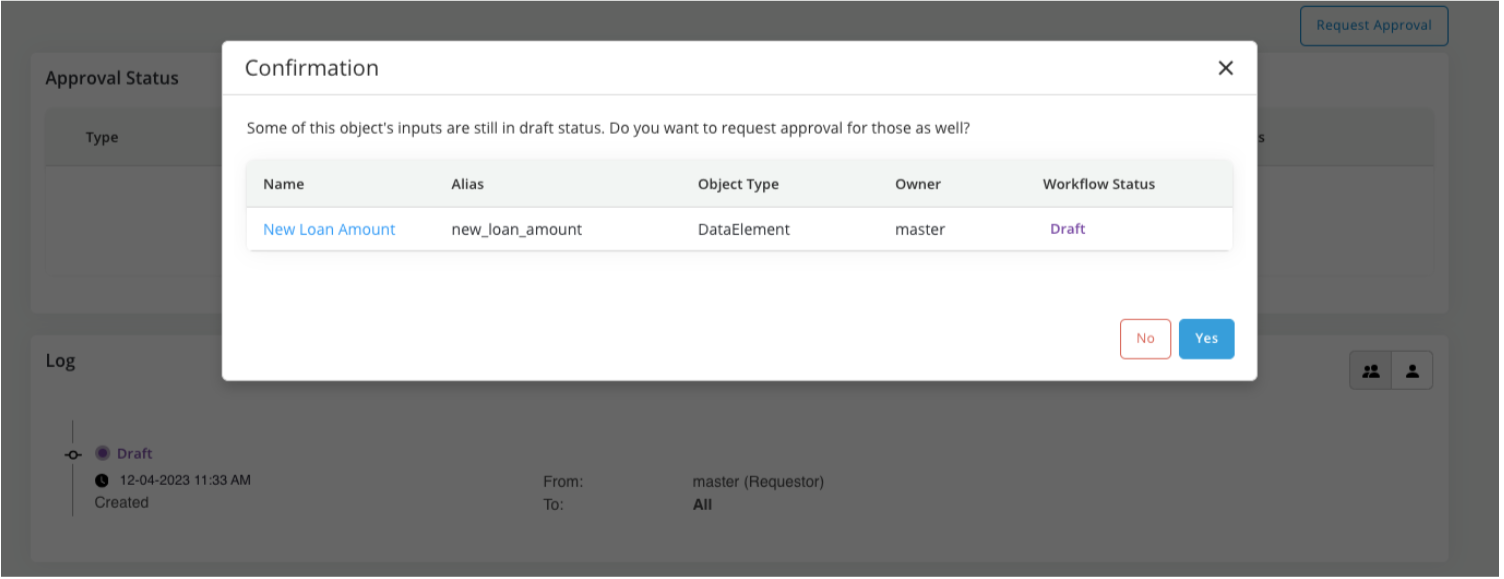 Request Approval
Confirmation
Approval Status
Some of this object's inputs are still in draft status. Do you want to request approval for those as well?
Type
s
Name Alias Object Type Owner Workflow Status
New Loan Amount new_loan_amount DataElement master Draft
No Yes
Log
Draft
12-04-2023 11:33 AM
From: master (Requestor)
Created
To: All